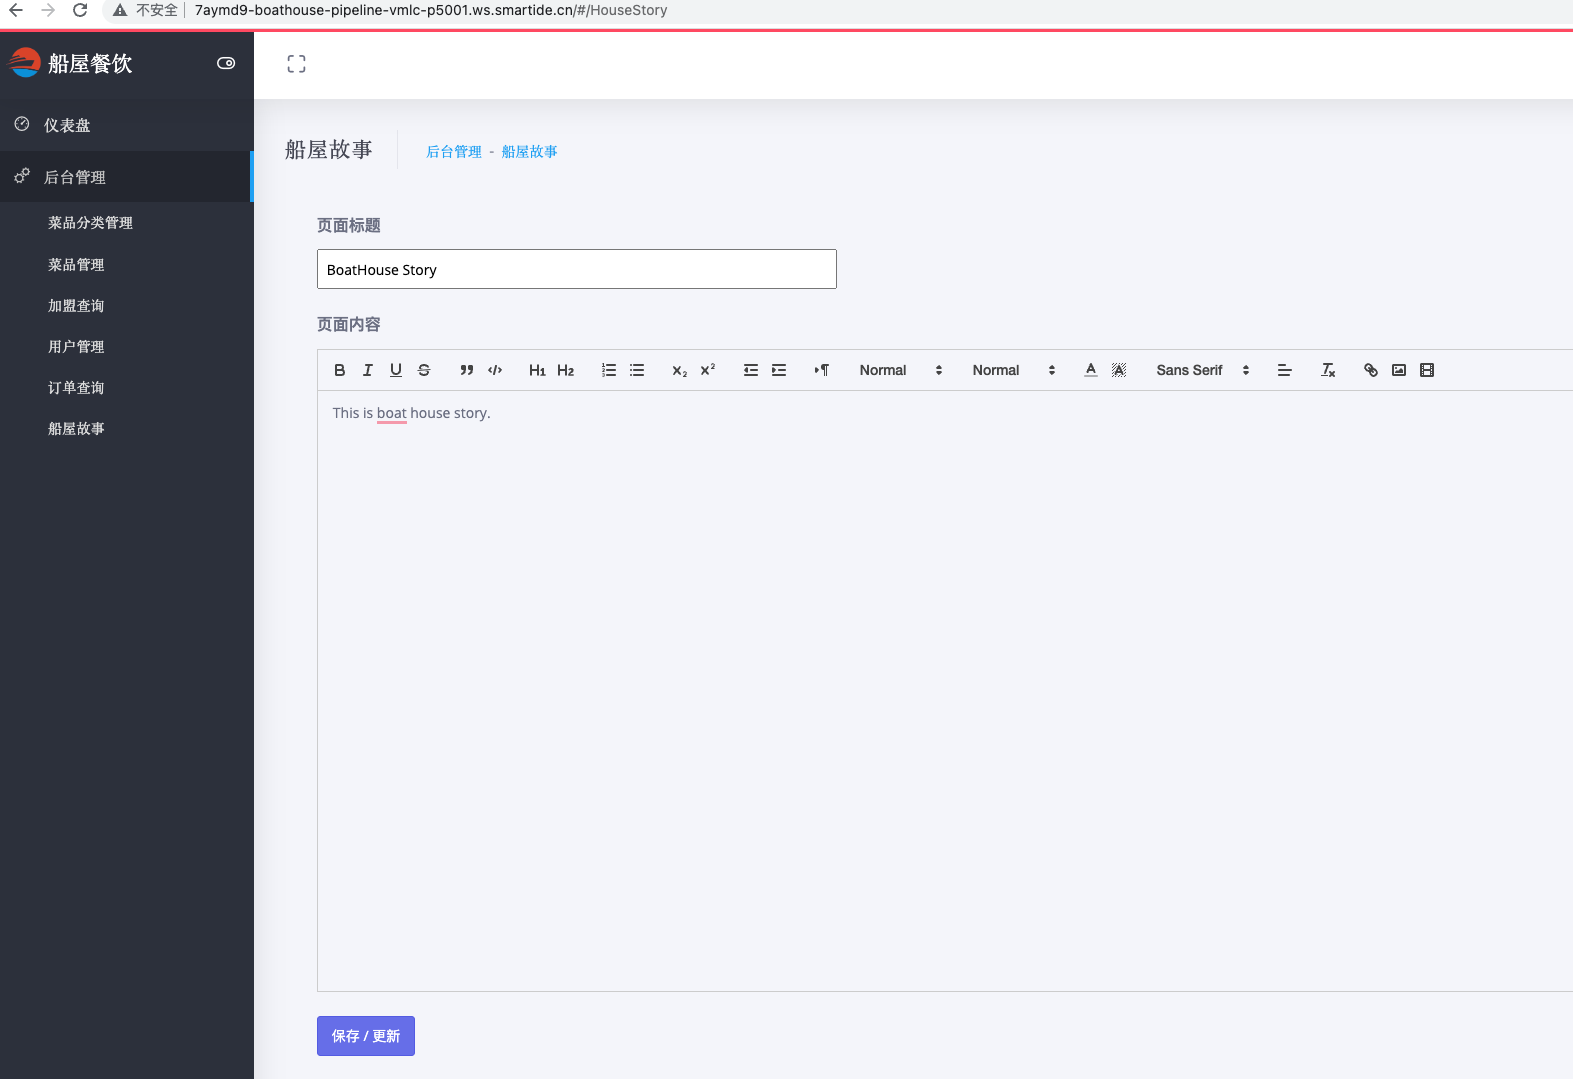 不安全 7aymd9-boathouse-pipeline-vmlc-p5001.ws.smartide.cn/#/HouseStory
船屋餐饮
仪表盘
后台管理
菜品分类管理
菜品管理
加盟查询
用户管理
订单查询
船屋故事
船屋故事 后台管理 - 船屋故事
页面标题
BoatHouse Story
页面内容
B I U S H1 H2 X2 X² Normal Normal A A Sans Serif Tx
This is boat house story.
保存 / 更新